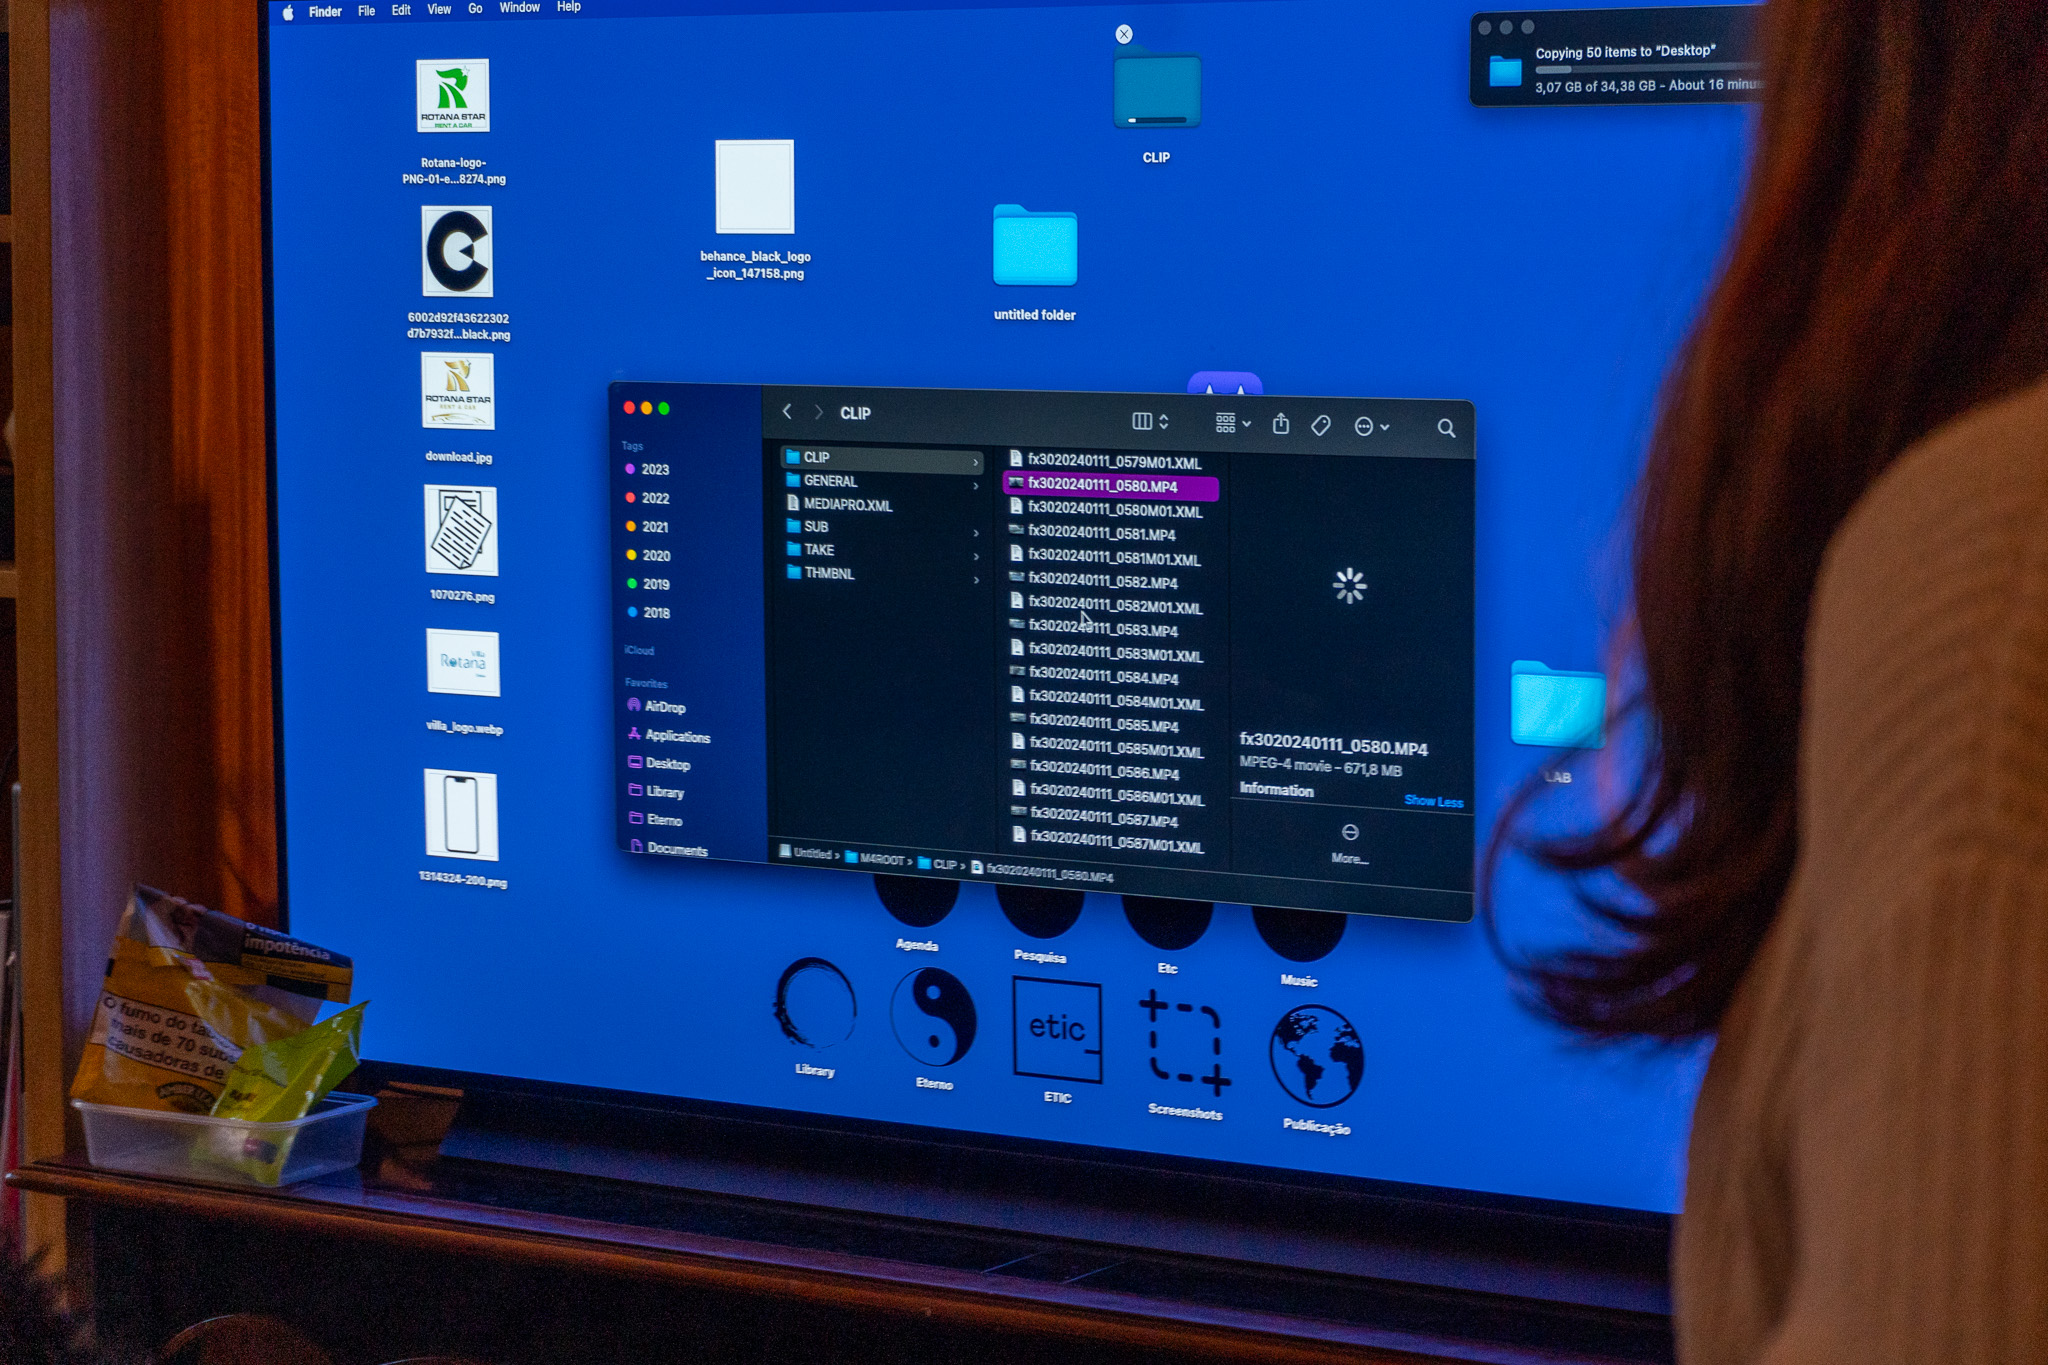 Finder File Edit View Go Window Help
Copying 50 items to "Desktop"
3,07 GB of 34,38 GB - About 16
ROTANA STAR
RENT A CAR
Rotana-logo-
PNG-01-e...8274.png
6002d92f43622302
d7b7932f...black.png
ROTANA STAR
RENT A CAR
download.jpg
1070276.png
Villa
Rotana
villa_logo.webp
1314324-200.png
behance_black_logo
_icon_147158.png
CLIP
untitled folder
LAB
CLIP
Tags
2023
2022
2021
2020
2019
2018
iCloud
Favorites
AirDrop
Applications
Desktop
Library
Eterno
Documents
CLIP
GENERAL
MEDIAPRO.XML
SUB
TAKE
THMBNL
fx3020240111_0579M01.XML
fx3020240111_0580.MP4
fx3020240111_0580M01.XML
fx3020240111_0581.MP4
fx3020240111_0581M01.XML
fx3020240111_0582.MP4
fx3020240111_0582M01.XML
fx3020240111_0583.MP4
fx3020240111_0583M01.XML
fx3020240111_0584.MP4
fx3020240111_0584M01.XML
fx3020240111_0585.MP4
fx3020240111_0585M01.XML
fx3020240111_0586.MP4
fx3020240111_0586M01.XML
fx3020240111_0587.MP4
fx3020240111_0587M01.XML
fx3020240111_0580.MP4
MPEG-4 movie - 671,8 MB
Information
Show Less
More...
Untitled > M4ROOT > CLIP > fx3020240111_0580.MP4
Agenda
Pesquisa
Etc
Music
Library
Eterno
etic_
ETIC
Screenshots
Publicação
impotência
O fumo do
mais de 70
causadoras de